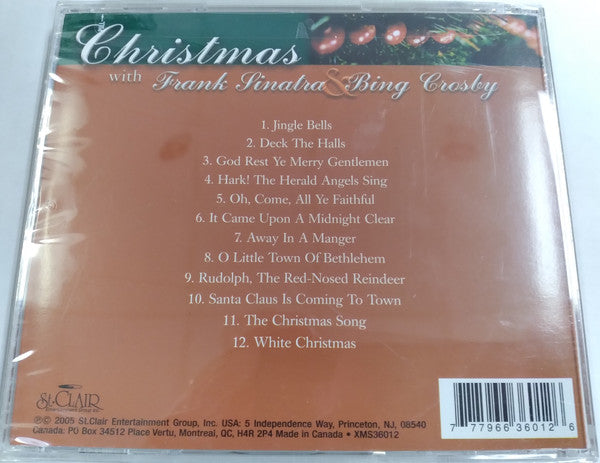 Christmas
with Frank Sinatra & Bing Crosby
1. Jingle Bells
2. Deck The Halls
3. God Rest Ye Merry Gentlemen
4. Hark! The Herald Angels Sing
5. Oh, Come, All Ye Faithful
6. It Came Upon A Midnight Clear
7. Away In A Manger
8. O Little Town Of Bethlehem
9. Rudolph, The Red-Nosed Reindeer
10. Santa Claus Is Coming To Town
11. The Christmas Song
12. White Christmas
St.CLAIR
Entertainment Group Inc.
℗© 2005 St.Clair Entertainment Group, Inc. USA: 5 Independence Way, Princeton, NJ, 08540
Canada: PO Box 34512 Place Vertu, Montreal, QC, H4R 2P4 Made in Canada • XMS36012
7 77966 36012 6